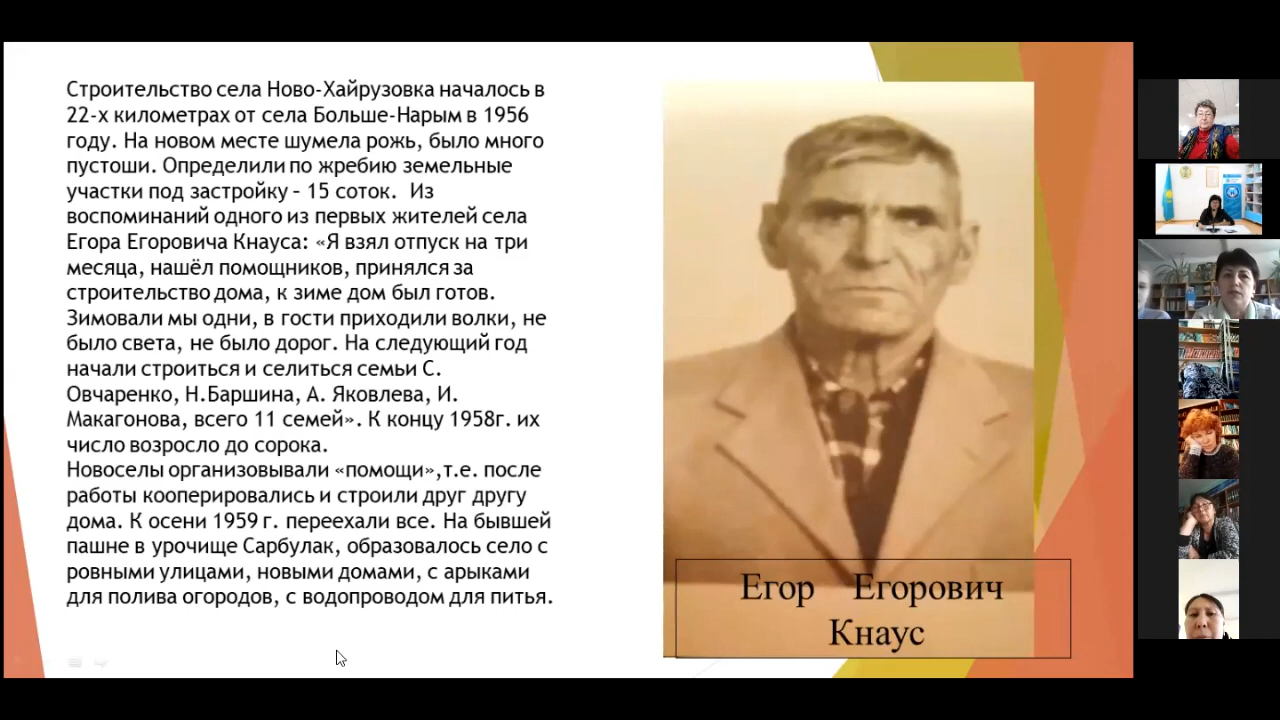 Строительство села Ново-Хайрузовка началось в
22-х километрах от села Больше-Нарым в 1956
году. На новом месте шумела рожь, было много
пустоши. Определили по жребию земельные
участки под застройку – 15 соток. Из
воспоминаний одного из первых жителей села
Егора Егоровича Кнауса: «Я взял отпуск на три
месяца, нашёл помощников, принялся за
строительство дома, к зиме дом был готов.
Зимовали мы одни, в гости приходили волки, не
было света, не было дорог. На следующий год
начали строиться и селиться семьи С.
Овчаренко, Н.Баршина, А. Яковлева, И.
Макагонова, всего 11 семей». К концу 1958г. их
число возросло до сорока.
Новоселы организовывали «помощи»,т.е. после
работы кооперировались и строили друг другу
дома. К осени 1959 г. переехали все. На бывшей
пашне в урочище Сарбулак, образовалось село с
ровными улицами, новыми домами, с арыками
для полива огородов, с водопроводом для питья.
Егор Егорович
Кнаус